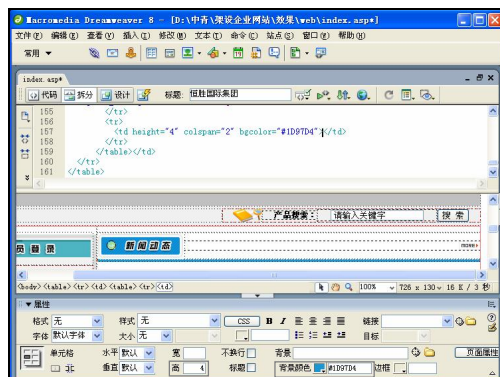 Macromedia Dreamweaver 8 - [D:\中青\架设企业网站\效果\web\index.asp*]
文件(F) 编辑(E) 查看(V) 插入(I) 修改(M) 文本(T) 命令(C) 站点(S) 窗口(W) 帮助(H)
常用
index.asp*
代码 拆分 设计 标题: 恒胜国际集团
155 </tr>
156 <tr>
157 <td height="4" colspan="2" bgcolor="#1D97D4"></td>
158 </tr>
159 </table></td>
160 </tr>
161 </table>
产品搜索: 请输入关键字 搜 索
员 登 录 新闻动态 more
<body> <table> <tr> <td> <table> <tr> <td> 100% 726 x 130 16 K / 3 秒
属性
格式 无 样式 无 CSS B I 链接
字体 默认字体 大小 无 目标
单元格 水平 默认 宽 不换行 背景 页面属性
垂直 默认 高 4 标题 背景颜色 #1D97D4 边框